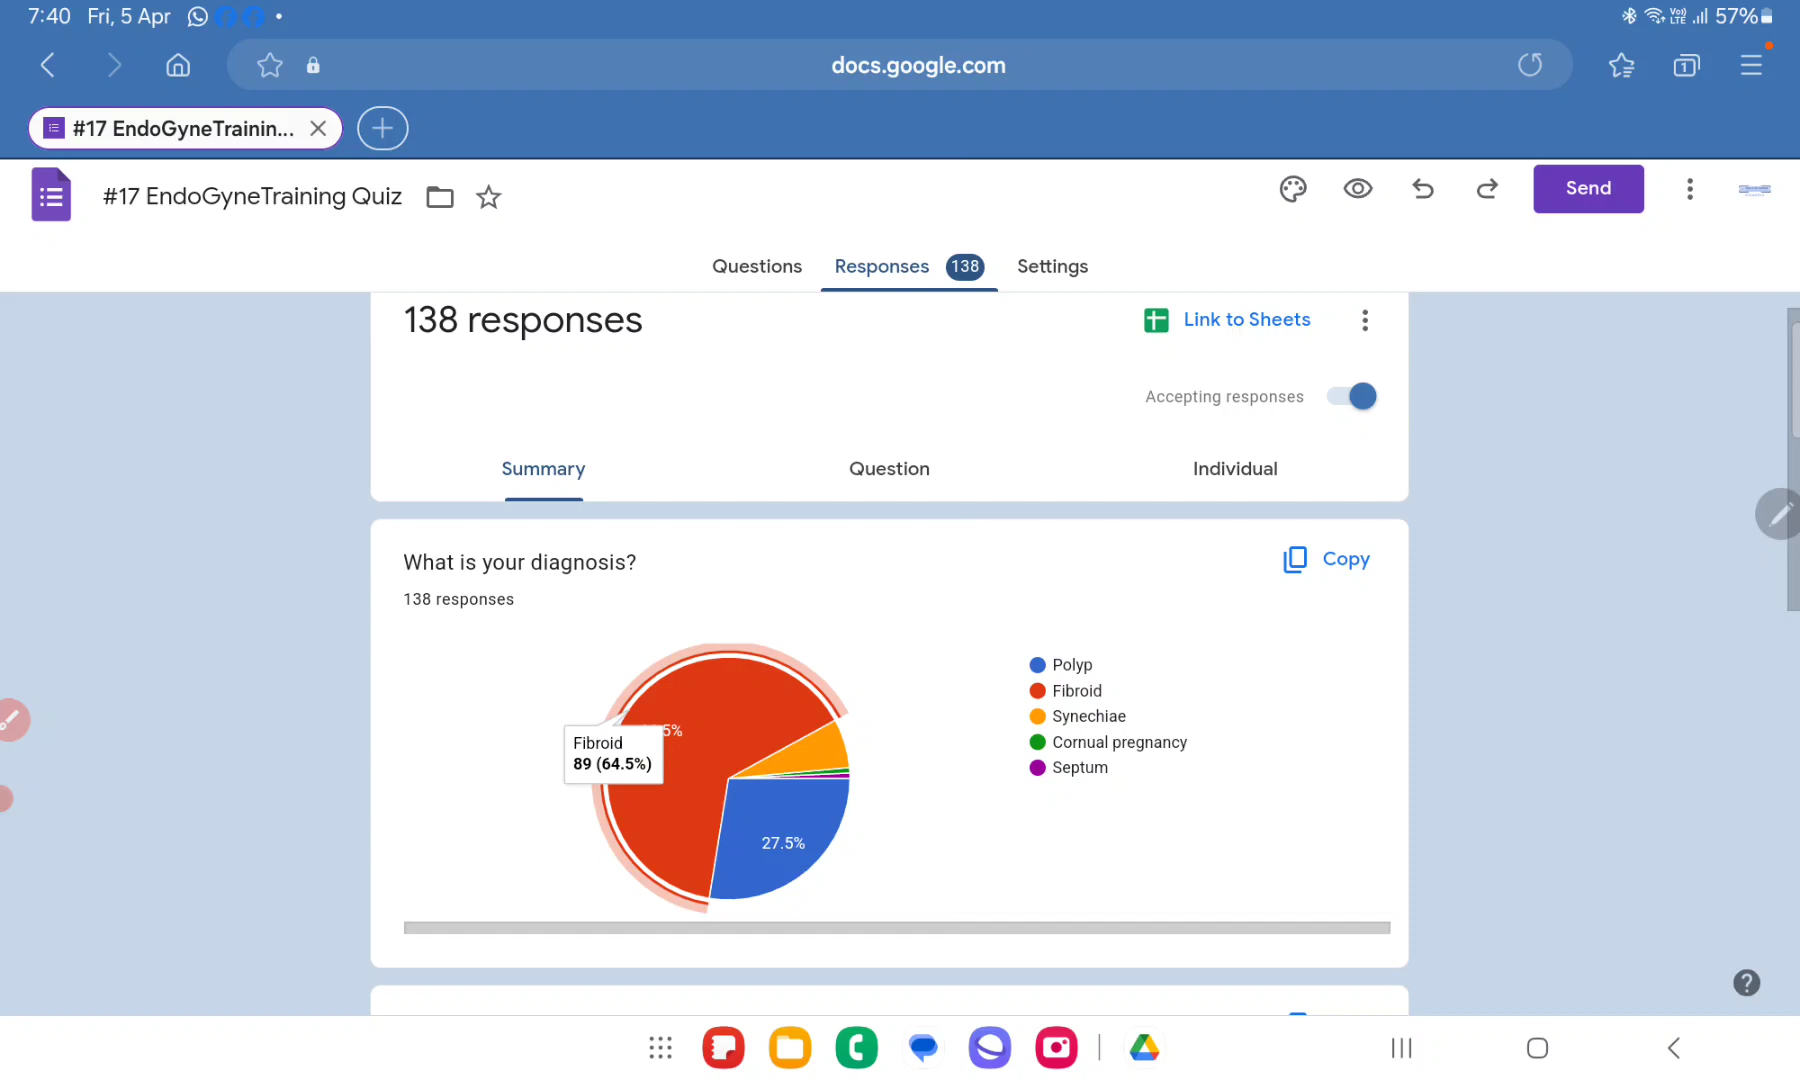 7:40 Fri, 5 Apr
57%
docs.google.com
1
#17 EndoGyneTrainin...
#17 EndoGyneTraining Quiz
Send
Questions
Responses 138
Settings
138 responses
Link to Sheets
Accepting responses
Summary
Question
Individual
What is your diagnosis?
Copy
138 responses
Polyp
Fibroid
Synechiae
Cornual pregnancy
Septum
5%
Fibroid
89 (64.5%)
27.5%